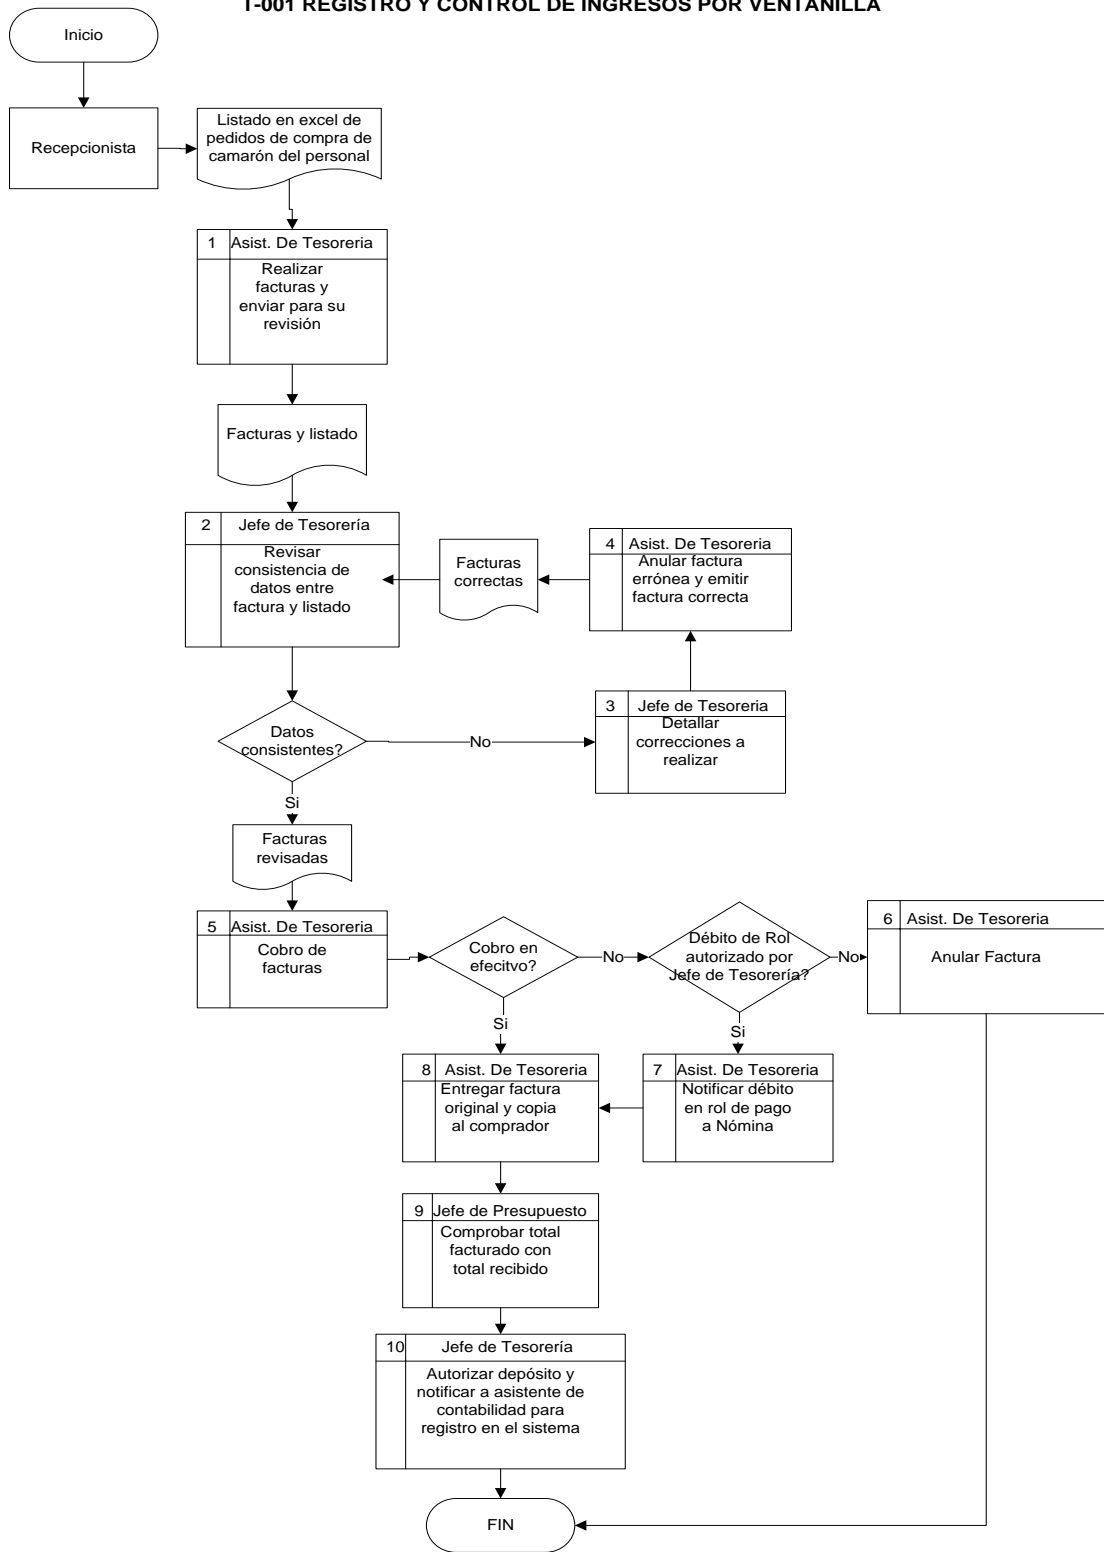 T-001 REGISTRO Y CONTROL DE INGRESOS POR VENTANILLA
Inicio
Recepcionista
Listado en excel de
pedidos de compra de
camarón del personal
1 Asist. De Tesoreria
Realizar
facturas y
enviar para su
revisión
Facturas y listado
2 Jefe de Tesorería
Revisar
consistencia de
datos entre
factura y listado
Facturas
correctas
4 Asist. De Tesoreria
Anular factura
errónea y emitir
factura correcta
3 Jefe de Tesoreria
Detallar
correcciones a
realizar
Datos
consistentes?
No
Si
Facturas
revisadas
5 Asist. De Tesoreria
Cobro de
facturas
Cobro en
efecitvo?
No
Débito de Rol
autorizado por
Jefe de Tesorería?
No
6 Asist. De Tesoreria
Anular Factura
Si
Si
8 Asist. De Tesoreria
Entregar factura
original y copia
al comprador
7 Asist. De Tesoreria
Notificar débito
en rol de pago
a Nómina
9 Jefe de Presupuesto
Comprobar total
facturado con
total recibido
10 Jefe de Tesorería
Autorizar depósito y
notificar a asistente de
contabilidad para
registro en el sistema
FIN